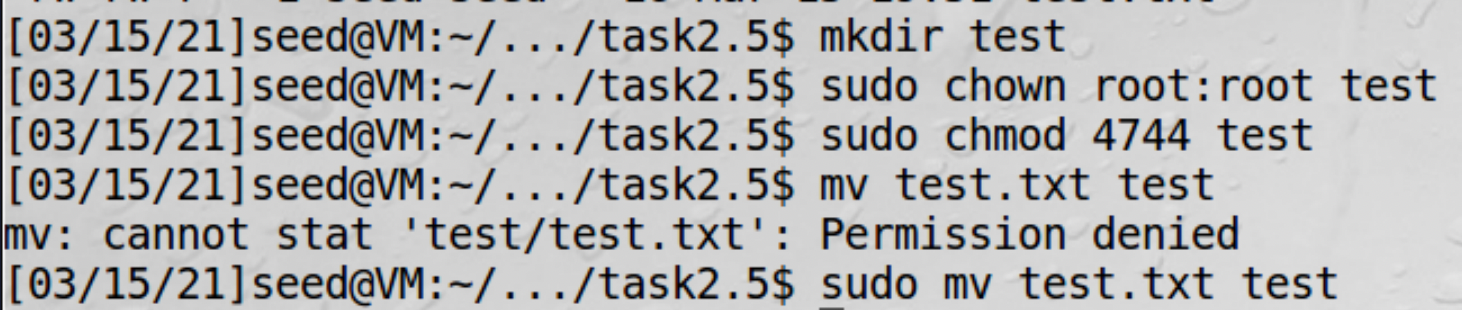 [03/15/21]seed@VM:~/.../task2.5$ mkdir test
[03/15/21]seed@VM:~/.../task2.5$ sudo chown root:root test
[03/15/21]seed@VM:~/.../task2.5$ sudo chmod 4744 test
[03/15/21]seed@VM:~/.../task2.5$ mv test.txt test
mv: cannot stat 'test/test.txt': Permission denied
[03/15/21]seed@VM:~/.../task2.5$ sudo mv test.txt test